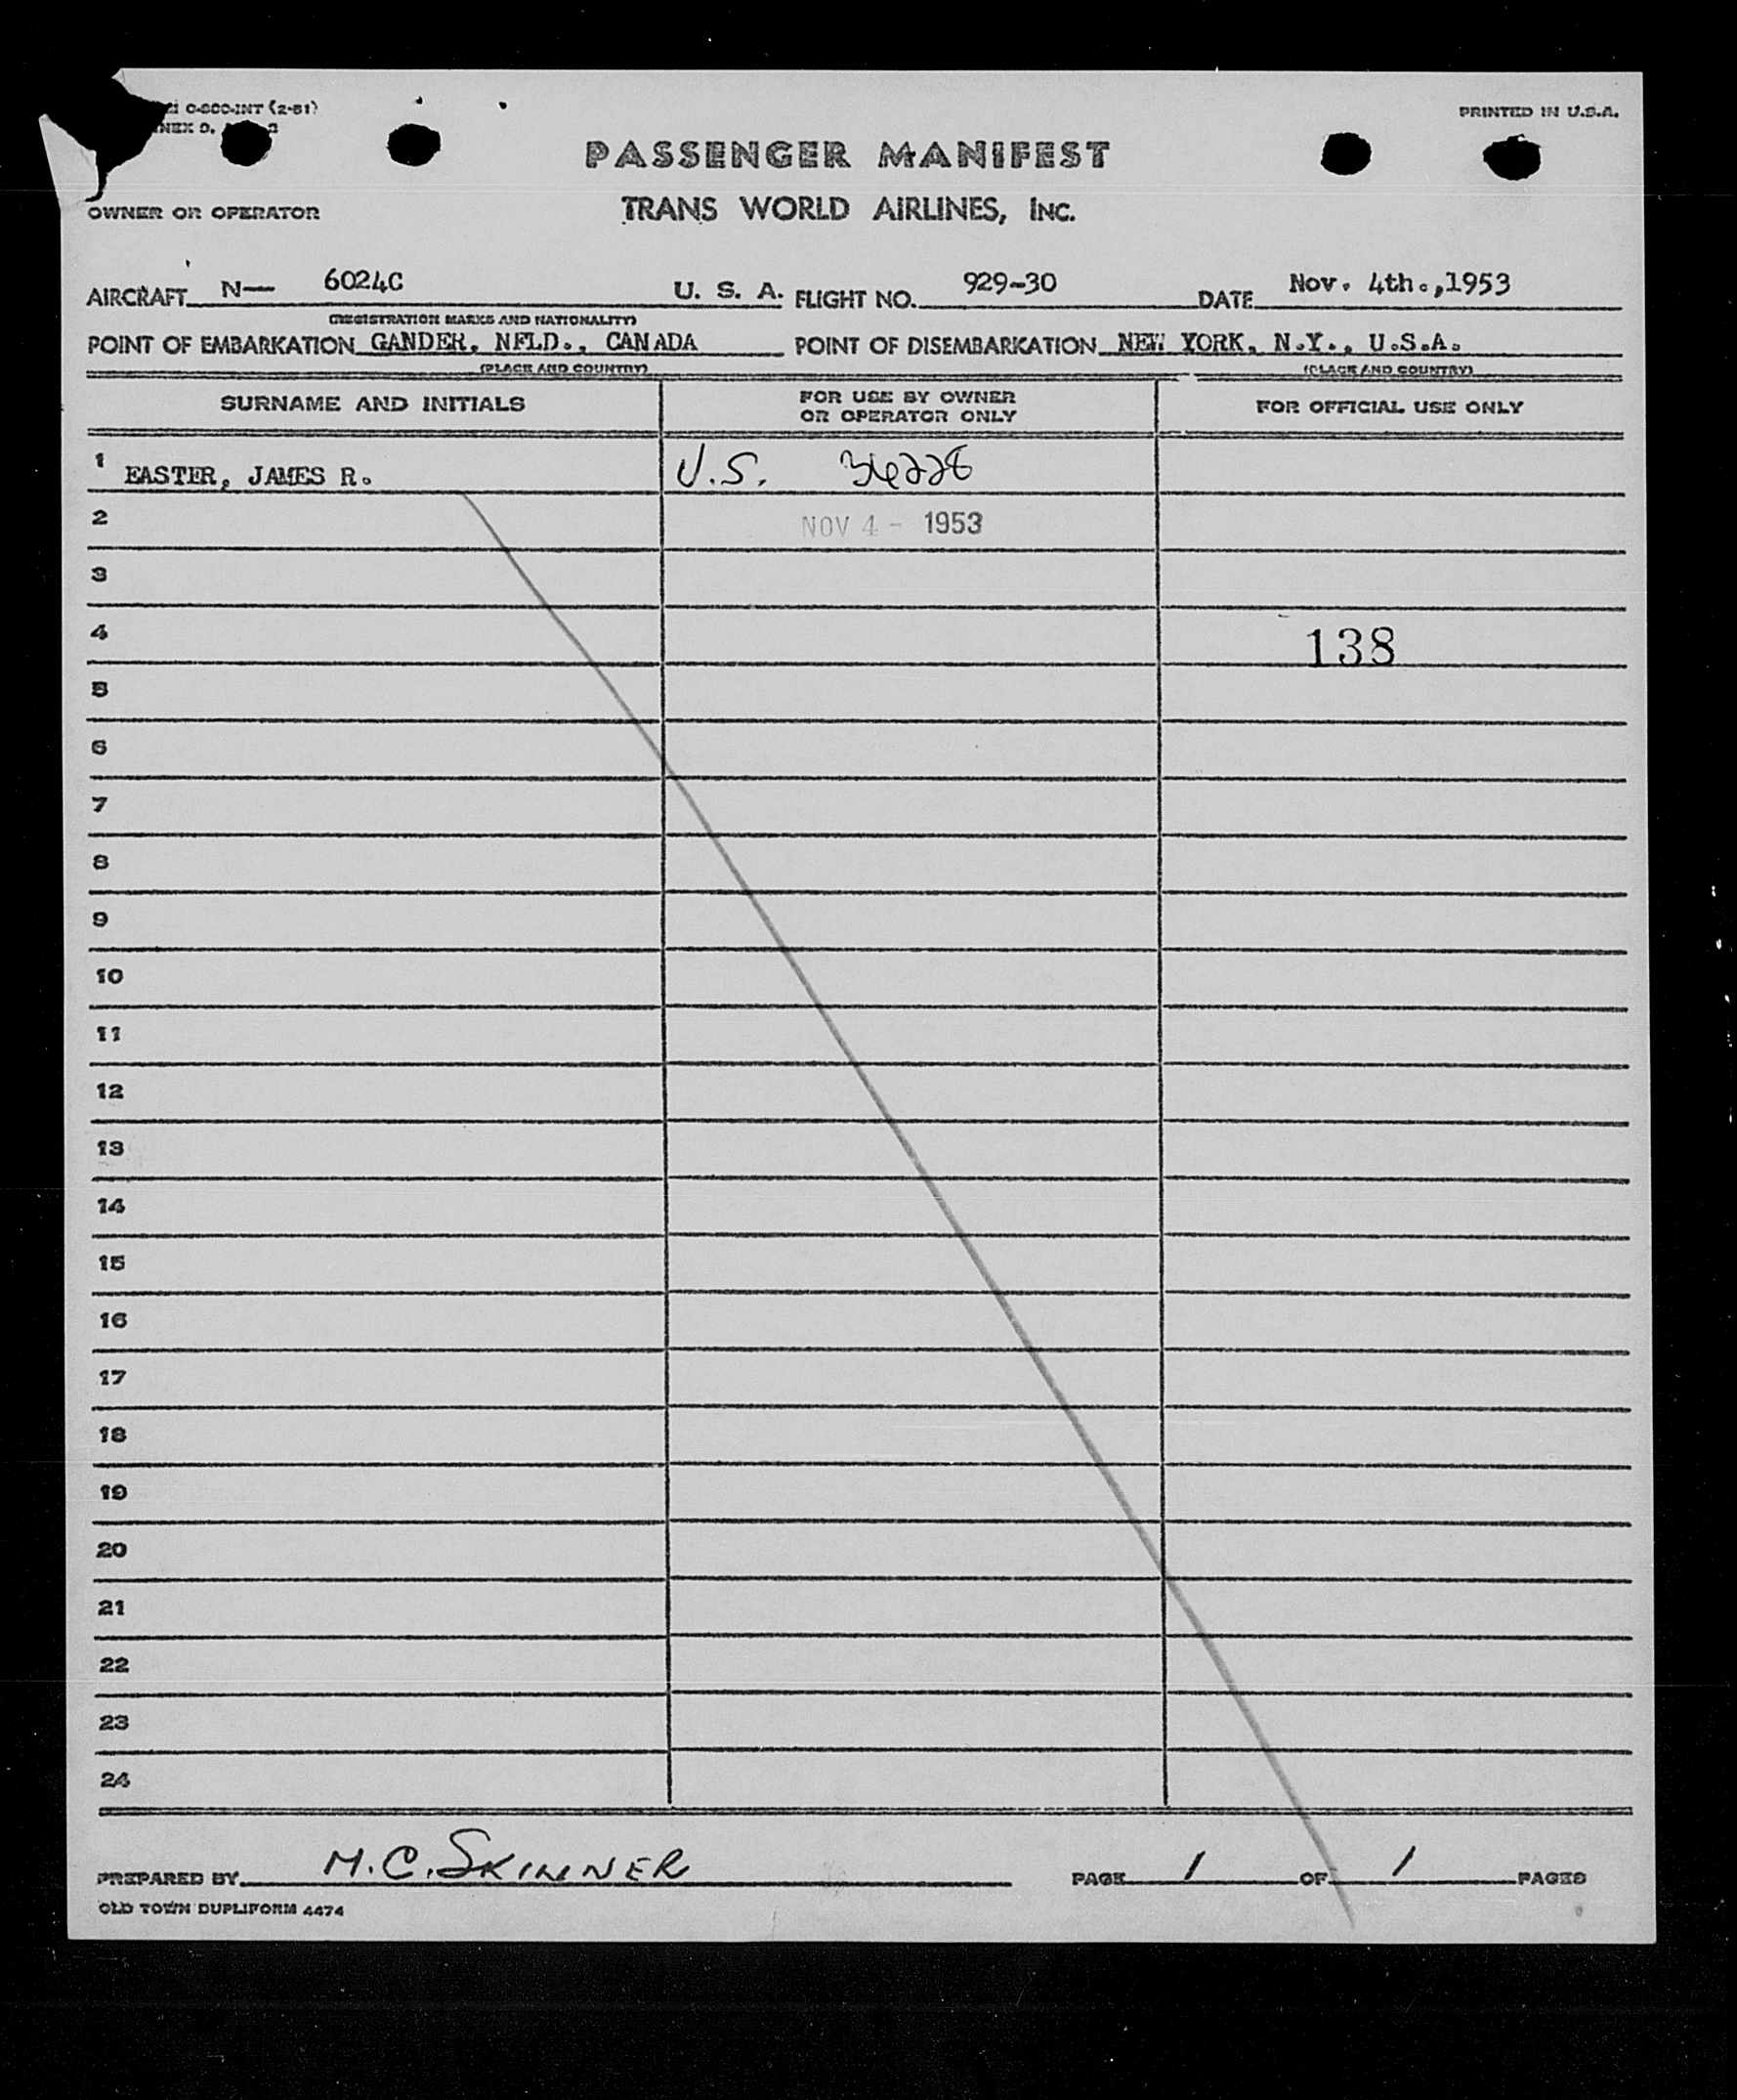 O-SCO-INT (2-51)
PRINTED IN U.S.A.
PASSENGER MANIFEST
OWNER OR OPERATOR TRANS WORLD AIRLINES, INC.
AIRCRAFT N— 6024C U. S. A. FLIGHT NO. 929-30 DATE Nov. 4th.,1953
(REGISTRATION MARKS AND NATIONALITY)
POINT OF EMBARKATION GANDER, NFLD., CANADA POINT OF DISEMBARKATION NEW YORK, N.Y., U.S.A.
(PLACE AND COUNTRY) (PLACE AND COUNTRY)
SURNAME AND INITIALS FOR USE BY OWNER OR OPERATOR ONLY FOR OFFICIAL USE ONLY
1 EASTER, JAMES R. U.S. 36228
2 NOV 4 - 1953
3
4 138
5
6
7
8
9
10
11
12
13
14
15
16
17
18
19
20
21
22
23
24
PREPARED BY M.C. SKINNER PAGE 1 OF 1 PAGES
OLD TOWN DUPLIFORM 4474